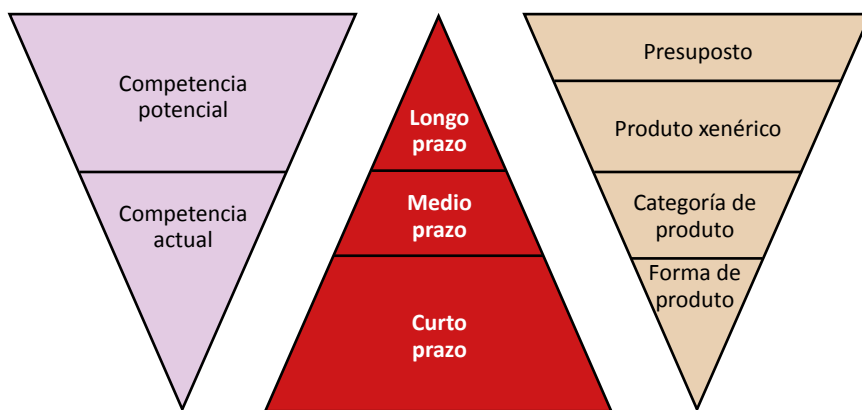 Competencia
potencial
Competencia
actual
Longo
prazo
Medio
prazo
Curto
prazo
Presuposto
Produto xenérico
Categoría de
produto
Forma de
produto